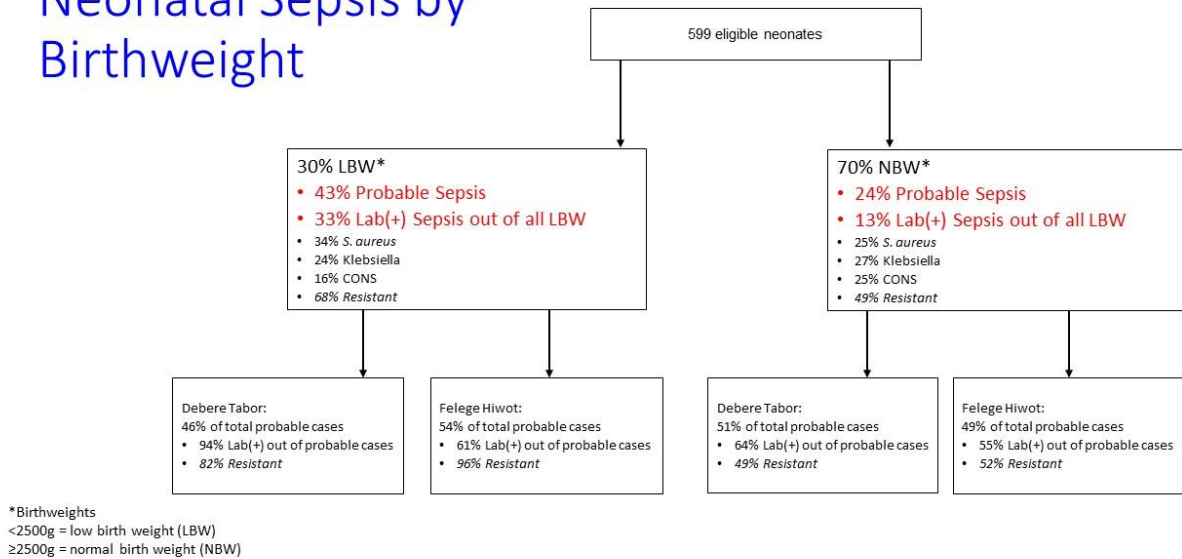 Neonatal Sepsis by
Birthweight
599 eligible neonates
30% LBW*
• 43% Probable Sepsis
• 33% Lab(+) Sepsis out of all LBW
• 34% S. aureus
• 24% Klebsiella
• 16% CONS
• 68% Resistant
70% NBW*
• 24% Probable Sepsis
• 13% Lab(+) Sepsis out of all LBW
• 25% S. aureus
• 27% Klebsiella
• 25% CONS
• 49% Resistant
Debere Tabor:
46% of total probable cases
• 94% Lab(+) out of probable cases
• 82% Resistant
Felege Hiwot:
54% of total probable cases
• 61% Lab(+) out of probable cases
• 96% Resistant
Debere Tabor:
51% of total probable cases
• 64% Lab(+) out of probable cases
• 49% Resistant
Felege Hiwot:
49% of total probable cases
• 55% Lab(+) out of probable cases
• 52% Resistant
*Birthweights
<2500g = low birth weight (LBW)
≥2500g = normal birth weight (NBW)